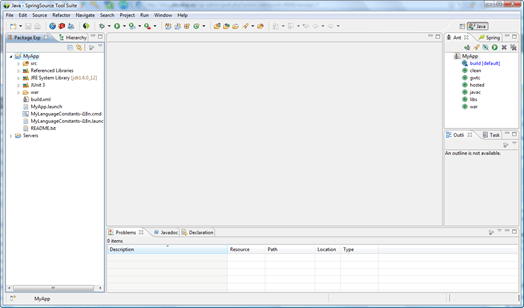 Java - SpringSource Tool Suite
File Edit Source Refactor Navigate Search Project Run Window Help
Java
Package Exp
Hierarchy
MyApp
src
Referenced Libraries
JRE System Library [jdk1.6.0_12]
JUnit 3
war
build.xml
MyApp.launch
MyLanguageConstants-i18n.cmd
MyLanguageConstants-i18n.launc
README.txt
Servers
Ant
Spring
MyApp
build [default]
clean
gwtc
hosted
javac
libs
war
Outli
Task
An outline is not available.
Problems
Javadoc
Declaration
0 items
Description Resource Path Location Type
MyApp